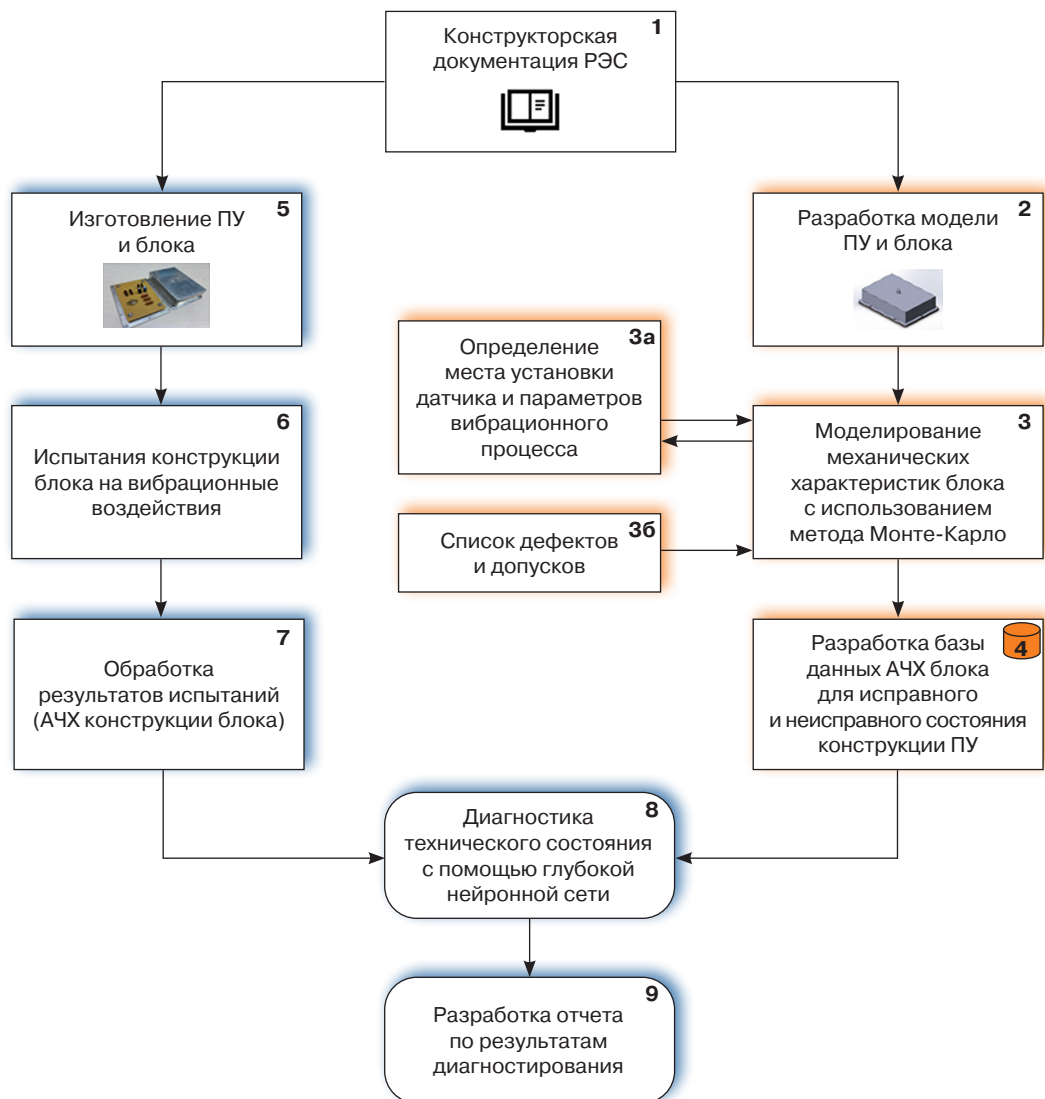 1
Конструкторская
документация РЭС
5
Изготовление ПУ
и блока
2
Разработка модели
ПУ и блока
3а
Определение
места установки
датчика и параметров
вибрационного
процесса
6
Испытания конструкции
блока на вибрационные
воздействия
3
Моделирование
механических
характеристик блока
с использованием
метода Монте-Карло
3б
Список дефектов
и допусков
7
Обработка
результатов испытаний
(АЧХ конструкции блока)
4
Разработка базы
данных АЧХ блока
для исправного
и неисправного состояния
конструкции ПУ
8
Диагностика
технического состояния
с помощью глубокой
нейронной сети
9
Разработка отчета
по результатам
диагностирования